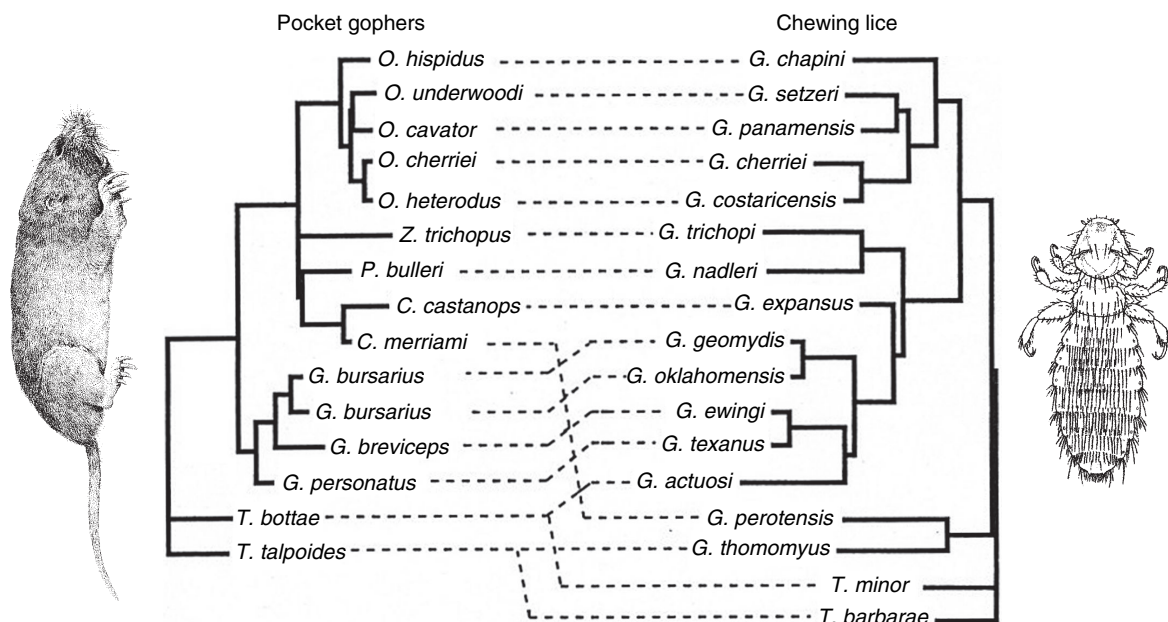 Pocket gophers Chewing lice
O. hispidus G. chapini
O. underwoodi G. setzeri
O. cavator G. panamensis
O. cherriei G. cherriei
O. heterodus G. costaricensis
Z. trichopus G. trichopi
P. bulleri G. nadleri
C. castanops G. expansus
C. merriami G. geomydis
G. bursarius G. oklahomensis
G. bursarius G. ewingi
G. breviceps G. texanus
G. personatus G. actuosi
T. bottae G. perotensis
T. talpoides G. thomomyus
T. minor
T. barbarae